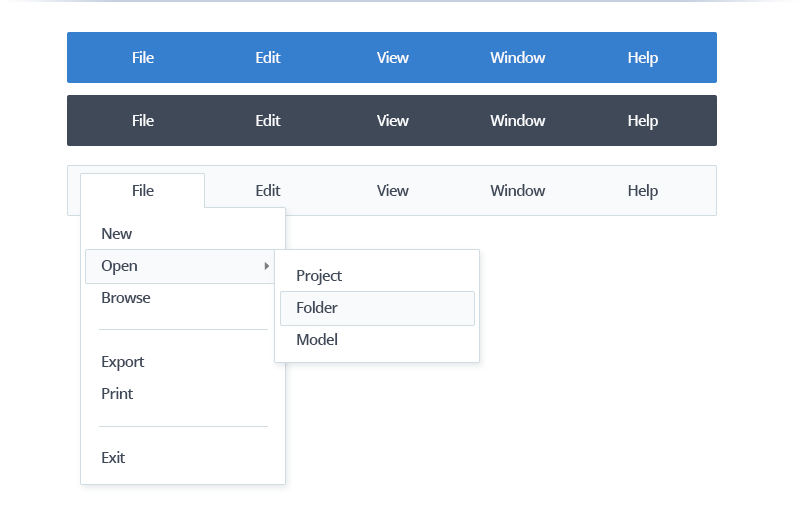 File Edit View Window Help
File Edit View Window Help
File Edit View Window Help
New
Open
Browse
Export
Print
Exit
Project
Folder
Model